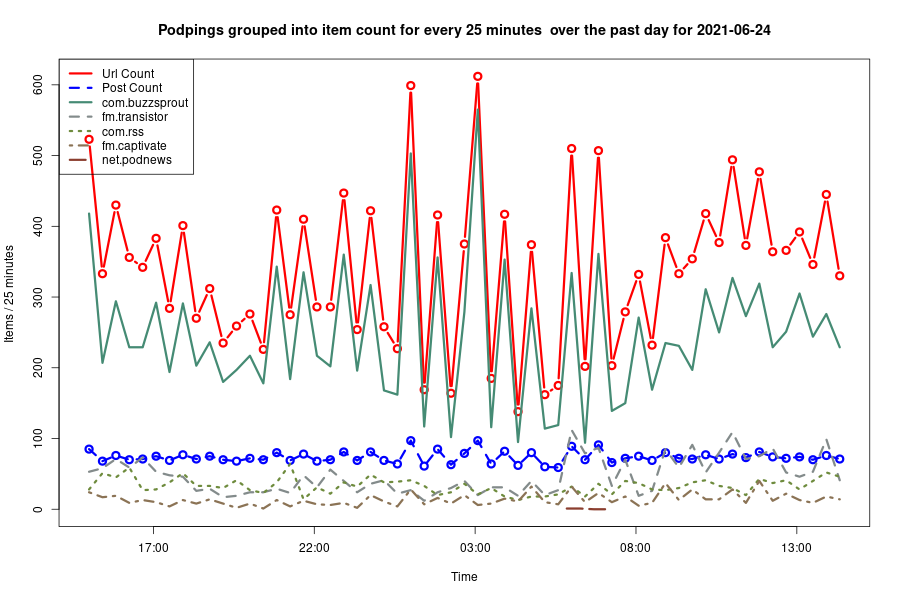 Podpings grouped into item count for every 25 minutes  over the past day for 2021-06-24
Url Count
Post Count
com.buzzsprout
fm.transistor
com.rss
fm.captivate
net.podnews
Items / 25 minutes
600
500
400
300
200
100
0
17:00
22:00
03:00
08:00
13:00
Time